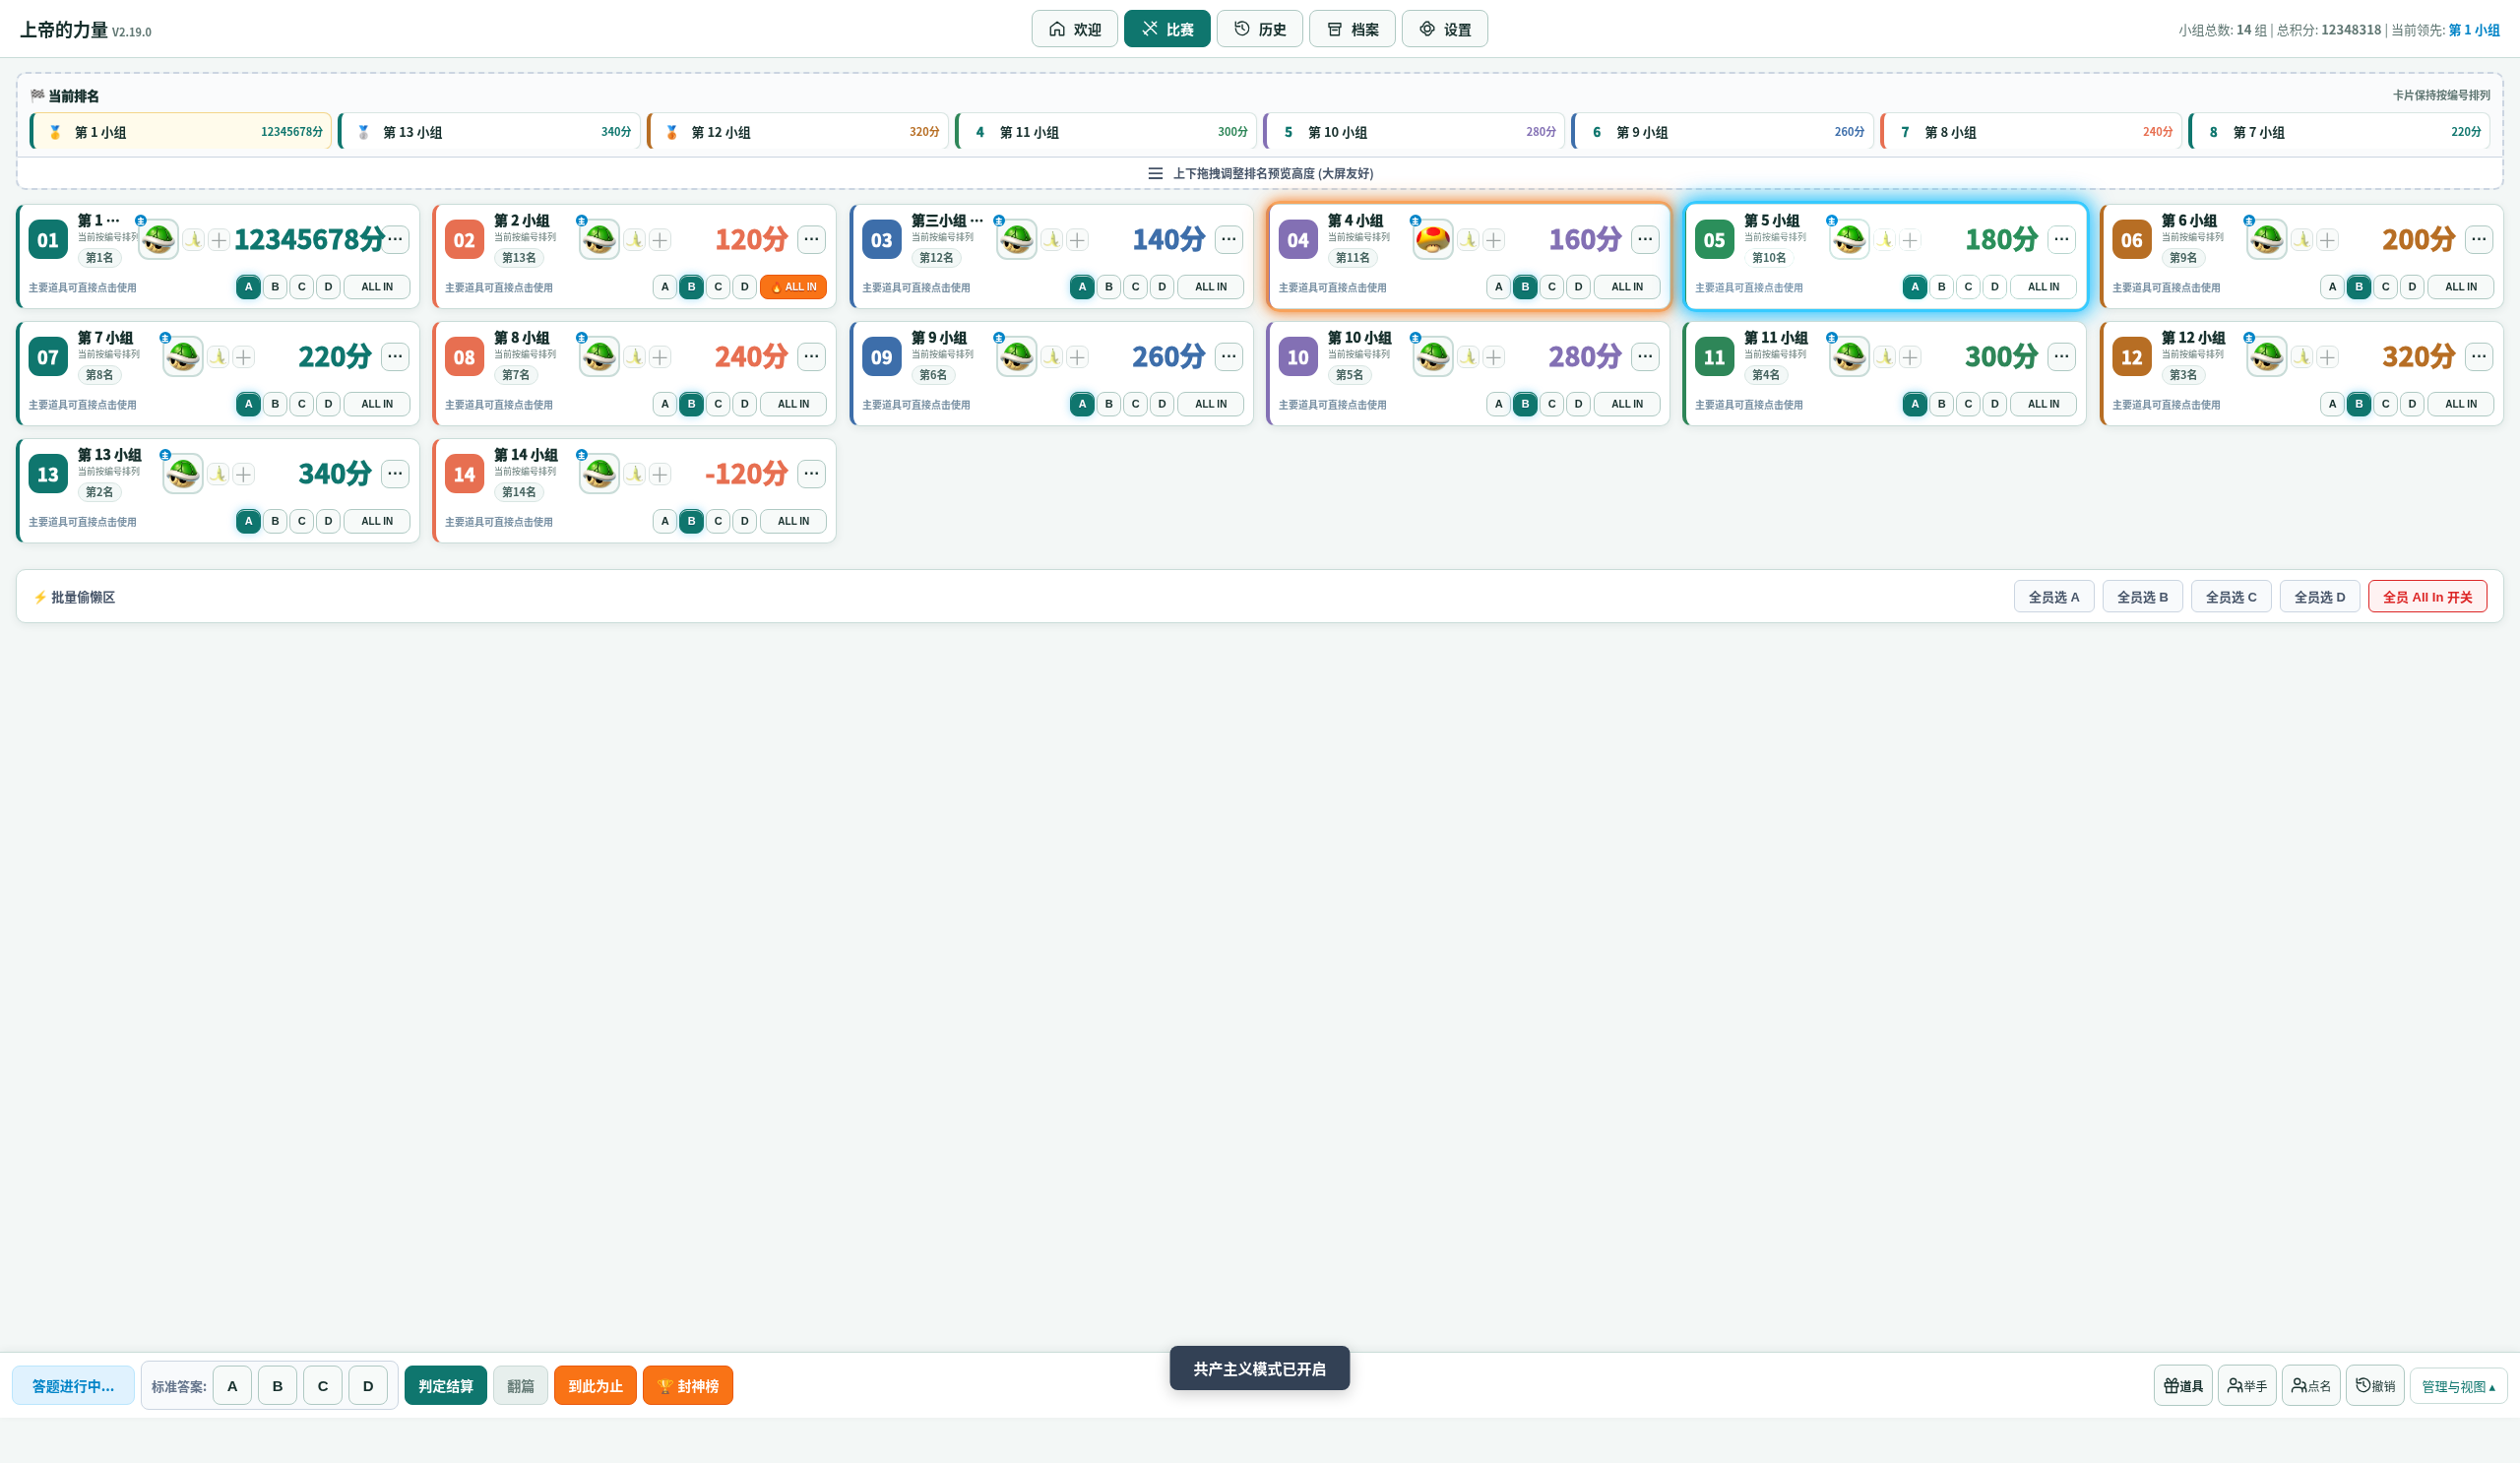 上帝的力量 V2.19.0
欢迎
比赛
历史
档案
设置
小组总数: 14 组 | 总积分: 12348318 | 当前领先: 第 1 小组
当前排名
卡片保持按编号排列
第 1 小组 12345678分
第 13 小组 340分
第 12 小组 320分
4 第 11 小组 300分
5 第 10 小组 280分
6 第 9 小组 260分
7 第 8 小组 240分
8 第 7 小组 220分
上下拖拽调整排名预览高度 (大屏友好)
01 第 1 ··· 当前按编号排列 第1名 主 12345678分 ···
主要道具可直接点击使用 A B C D ALL IN
02 第 2 小组 当前按编号排列 第13名 主 120分 ···
主要道具可直接点击使用 A B C D ALL IN
03 第三小组 ··· 当前按编号排列 第12名 主 140分 ···
主要道具可直接点击使用 A B C D ALL IN
04 第 4 小组 当前按编号排列 第11名 主 160分 ···
主要道具可直接点击使用 A B C D ALL IN
05 第 5 小组 当前按编号排列 第10名 主 180分 ···
主要道具可直接点击使用 A B C D ALL IN
06 第 6 小组 当前按编号排列 第9名 主 200分 ···
主要道具可直接点击使用 A B C D ALL IN
07 第 7 小组 当前按编号排列 第8名 主 220分 ···
主要道具可直接点击使用 A B C D ALL IN
08 第 8 小组 当前按编号排列 第7名 主 240分 ···
主要道具可直接点击使用 A B C D ALL IN
09 第 9 小组 当前按编号排列 第6名 主 260分 ···
主要道具可直接点击使用 A B C D ALL IN
10 第 10 小组 当前按编号排列 第5名 主 280分 ···
主要道具可直接点击使用 A B C D ALL IN
11 第 11 小组 当前按编号排列 第4名 主 300分 ···
主要道具可直接点击使用 A B C D ALL IN
12 第 12 小组 当前按编号排列 第3名 主 320分 ···
主要道具可直接点击使用 A B C D ALL IN
13 第 13 小组 当前按编号排列 第2名 主 340分 ···
主要道具可直接点击使用 A B C D ALL IN
14 第 14 小组 当前按编号排列 第14名 主 -120分 ···
主要道具可直接点击使用 A B C D ALL IN
批量偷懒区
全员选 A
全员选 B
全员选 C
全员选 D
全员 All In 开关
共产主义模式已开启
答题进行中...
标准答案: A B C D
判定结算
翻篇
到此为止
封神榜
道具
举手
点名
撤销
管理与视图 ▴